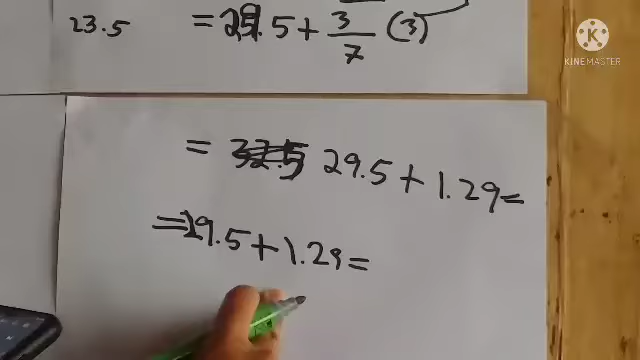 23.5 = 29.5 + 3/7 (3)
K
KINEMASTER
= 29.5 + 1.29 =
= 29.5 + 1.29 =